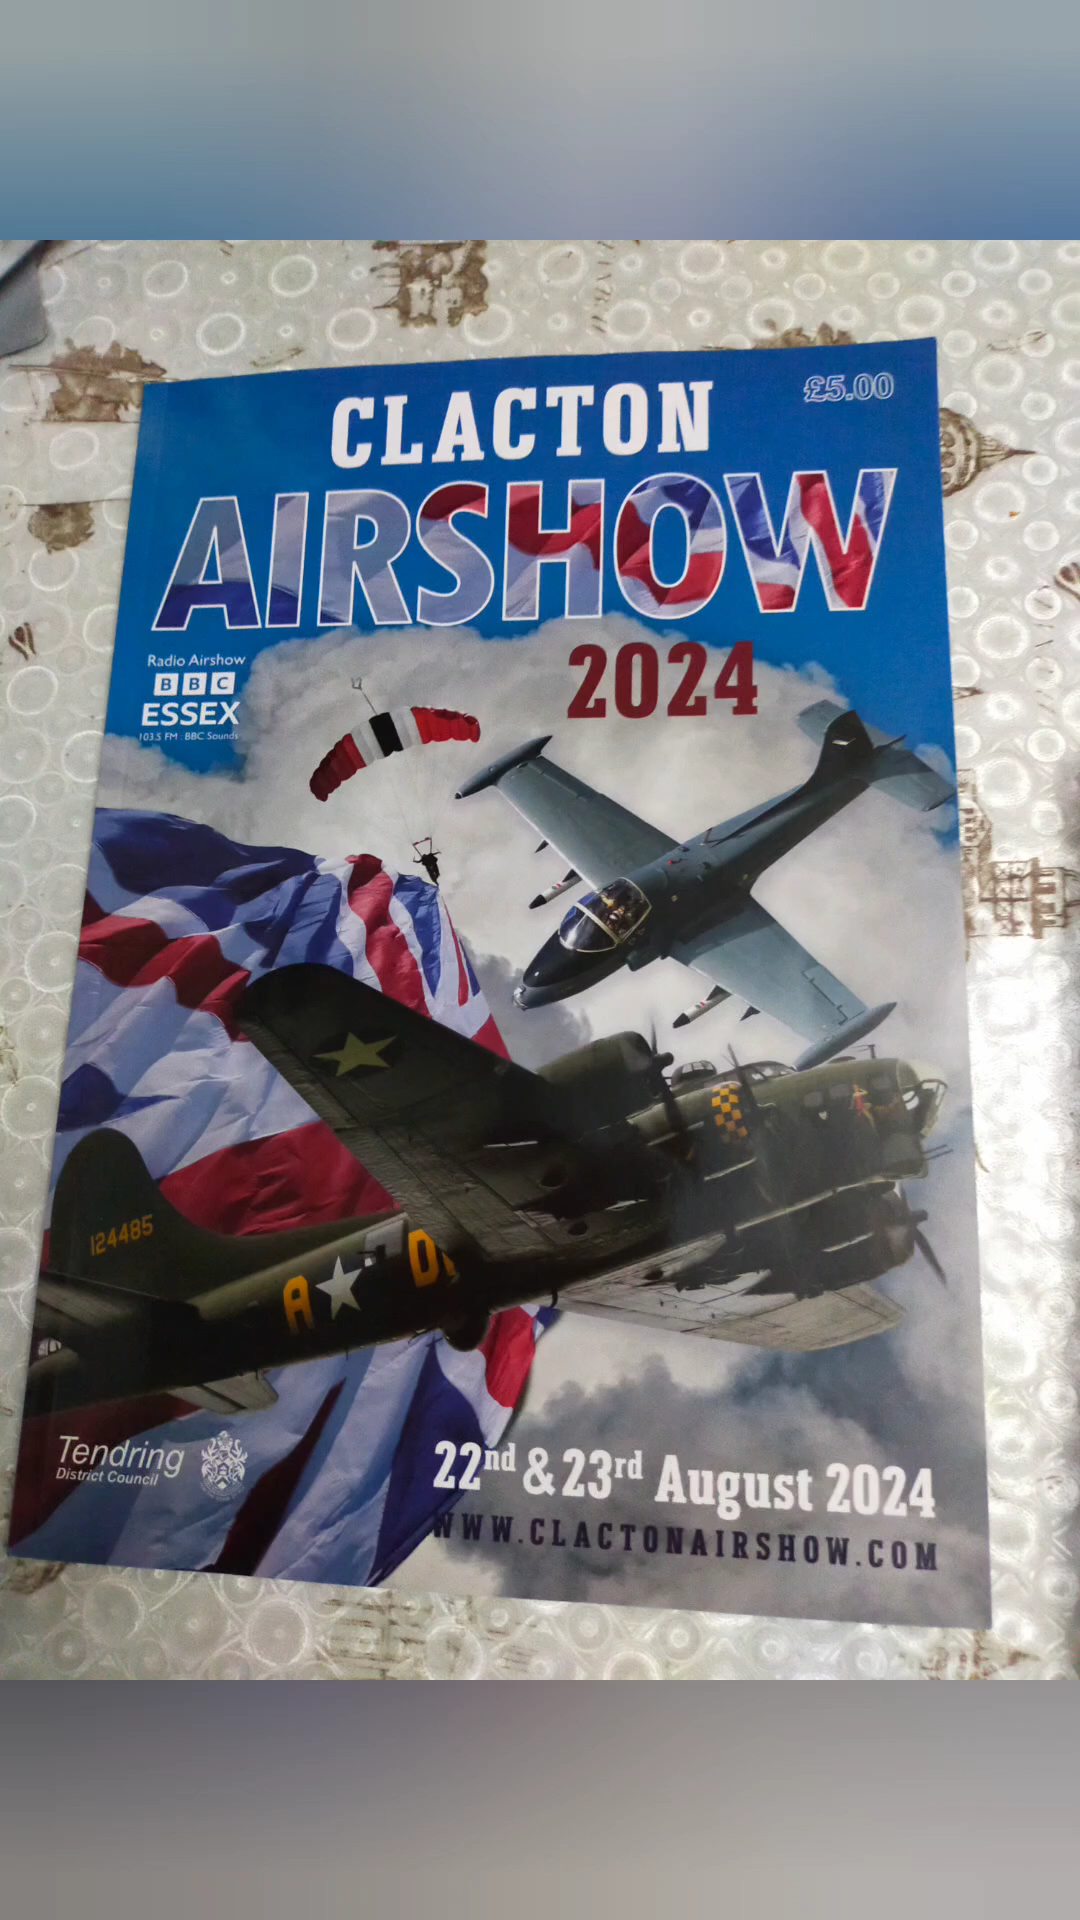 CLACTON
£5.00
AIRSHOW
2024
Radio Airshow
BBC
ESSEX
103.5 FM BBC Sounds
124485
A
D
Tendring
District Council
22nd & 23rd August 2024
WWW.CLACTONAIRSHOW.COM